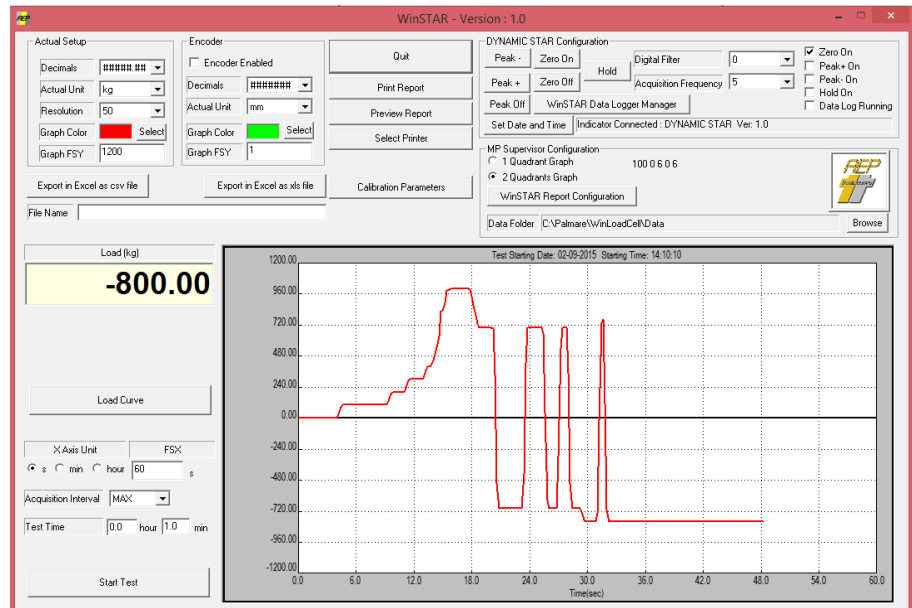 AEP
WinSTAR - Version : 1.0
Actual Setup
Decimals #####.##
Actual Unit kg
Resolution 50
Graph Color Select
Graph FSY 1200
Encoder
Encoder Enabled
Decimals ########
Actual Unit mm
Graph Color Select
Graph FSY 1
Quit
Print Report
Preview Report
Select Printer
Calibration Parameters
Export in Excel as csv file
Export in Excel as xls file
File Name
DYNAMIC STAR Configuration
Peak - Zero On Hold Digital Filter 0
Peak + Zero Off Acquisition Frequency 5
Peak Off WinSTAR Data Logger Manager
Set Date and Time Indicator Connected : DYNAMIC STAR Ver: 1.0
Zero On
Peak+ On
Peak- On
Hold On
Data Log Running
MP Supervisor Configuration
1 Quadrant Graph 100 0 6 0 6
2 Quadrants Graph
WinSTAR Report Configuration
AEP
Data Folder C:\Palmare\WinLoadCell\Data Browse
Load (kg)
-800.00
Load Curve
X Axis Unit FSX
s min hour 60 s
Acquisition Interval MAX
Test Time 0.0 hour 1.0 min
Start Test
Test Starting Date: 02-09-2015 Starting Time: 14:10:10
1200.00
960.00
720.00
480.00
240.00
0.00
-240.00
-480.00
-720.00
-960.00
-1200.00
0.0 6.0 12.0 18.0 24.0 30.0 36.0 42.0 48.0 54.0 60.0
Time(sec)